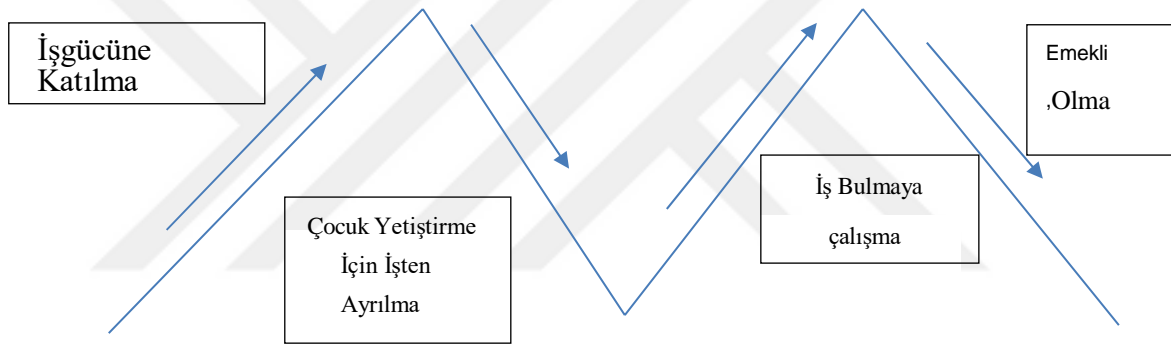 İşgücüne
Katılma
Çocuk Yetiştirme
İçin İşten
Ayrılma
İş Bulmaya
çalışma
Emekli
,Olma